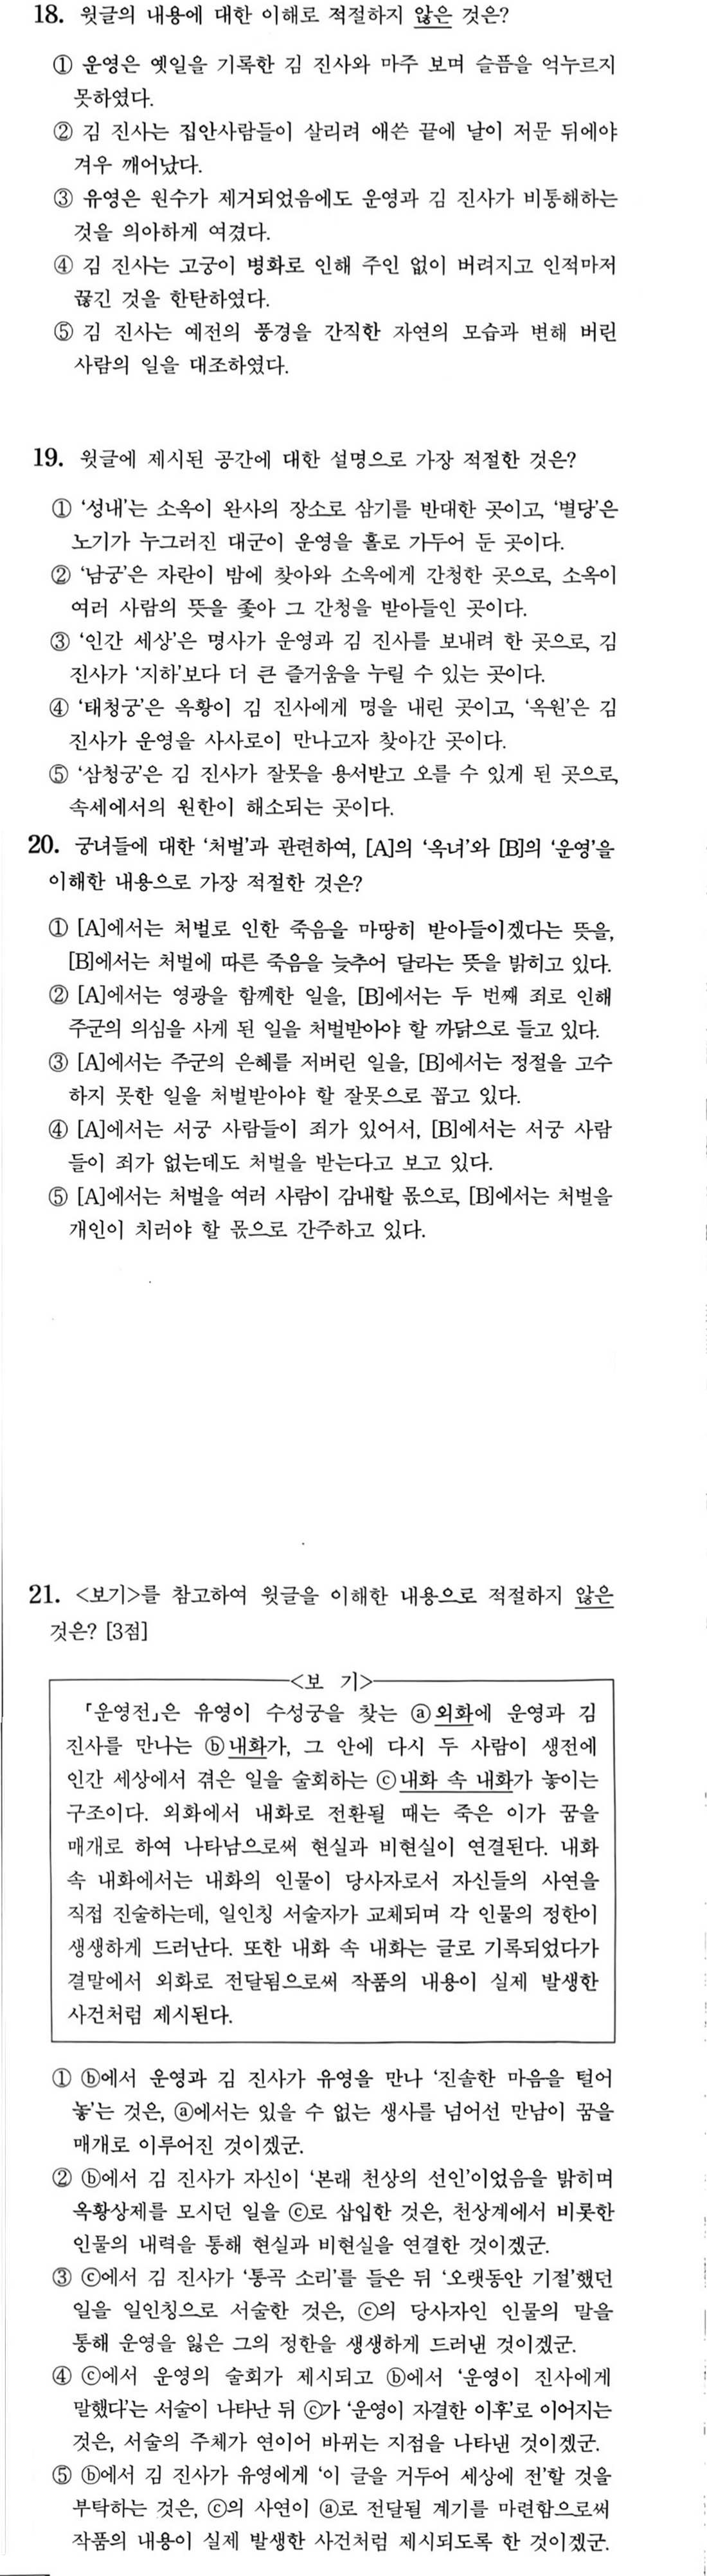 18. 윗글의 내용에 대한 이해로 적절하지 않은 것은?
① 운영은 옛일을 기록한 김 진사와 마주 보며 슬픔을 억누르지
못하였다.
② 김 진사는 집안사람들이 살리려 애쓴 끝에 날이 저문 뒤에야
겨우 깨어났다.
③ 유영은 원수가 제거되었음에도 운영과 김 진사가 비통해하는
것을 의아하게 여겼다.
④ 김 진사는 고궁이 병화로 인해 주인 없이 버려지고 인적마저
끊긴 것을 한탄하였다.
⑤ 김 진사는 예전의 풍경을 간직한 자연의 모습과 변해 버린
사람의 일을 대조하였다.
19. 윗글에 제시된 공간에 대한 설명으로 가장 적절한 것은?
① ‘성내’는 소옥이 완사의 장소로 삼기를 반대한 곳이고, ‘별당’은
노기가 누그러진 대군이 운영을 홀로 가두어 둔 곳이다.
② ‘남궁’은 자란이 밤에 찾아와 소옥에게 간청한 곳으로, 소옥이
여러 사람의 뜻을 좇아 그 간청을 받아들인 곳이다.
③ ‘인간 세상’은 명사가 운영과 김 진사를 보내려 한 곳으로, 김
진사가 ‘지하’보다 더 큰 즐거움을 누릴 수 있는 곳이다.
④ ‘태청궁’은 옥황이 김 진사에게 명을 내린 곳이고, ‘옥원’은 김
진사가 운영을 사사로이 만나고자 찾아간 곳이다.
⑤ ‘삼청궁’은 김 진사가 잘못을 용서받고 오를 수 있게 된 곳으로,
속세에서의 원한이 해소되는 곳이다.
20. 궁녀들에 대한 ‘처벌’과 관련하여, [A]의 ‘옥녀’와 [B]의 ‘운영’을
이해한 내용으로 가장 적절한 것은?
① [A]에서는 처벌로 인한 죽음을 마땅히 받아들이겠다는 뜻을,
[B]에서는 처벌에 따른 죽음을 늦추어 달라는 뜻을 밝히고 있다.
② [A]에서는 영광을 함께한 일을, [B]에서는 두 번째 죄로 인해
주군의 의심을 사게 된 일을 처벌받아야 할 까닭으로 들고 있다.
③ [A]에서는 주군의 은혜를 저버린 일을, [B]에서는 정절을 고수
하지 못한 일을 처벌받아야 할 잘못으로 꼽고 있다.
④ [A]에서는 서궁 사람들이 죄가 있어서, [B]에서는 서궁 사람
들이 죄가 없는데도 처벌을 받는다고 보고 있다.
⑤ [A]에서는 처벌을 여러 사람이 감내할 몫으로, [B]에서는 처벌을
개인이 치러야 할 몫으로 간주하고 있다.
21. <보기>를 참고하여 윗글을 이해한 내용으로 적절하지 않은
것은? [3점]
<보 기>
「운영전」은 유영이 수성궁을 찾는 ⓐ외화에 운영과 김
진사를 만나는 ⓑ내화가, 그 안에 다시 두 사람이 생전에
인간 세상에서 겪은 일을 술회하는 ⓒ내화 속 내화가 놓이는
구조이다. 외화에서 내화로 전환될 때는 죽은 이가 꿈을
매개로 하여 나타남으로써 현실과 비현실이 연결된다. 내화
속 내화에서는 내화의 인물이 당사자로서 자신들의 사연을
직접 진술하는데, 일인칭 서술자가 교체되며 각 인물의 정한이
생생하게 드러난다. 또한 내화 속 내화는 글로 기록되었다가
결말에서 외화로 전달됨으로써 작품의 내용이 실제 발생한
사건처럼 제시된다.
① ⓑ에서 운영과 김 진사가 유영을 만나 ‘진솔한 마음을 털어
놓’는 것은, ⓐ에서는 있을 수 없는 생사를 넘어선 만남이 꿈을
매개로 이루어진 것이겠군.
② ⓑ에서 김 진사가 자신이 ‘본래 천상의 선인’이었음을 밝히며
옥황상제를 모시던 일을 ⓒ로 삽입한 것은, 천상계에서 비롯한
인물의 내력을 통해 현실과 비현실을 연결한 것이겠군.
③ ⓒ에서 김 진사가 ‘통곡 소리’를 들은 뒤 ‘오랫동안 기절’했던
일을 일인칭으로 서술한 것은, ⓒ의 당사자인 인물의 말을
통해 운영을 잃은 그의 정한을 생생하게 드러낸 것이겠군.
④ ⓒ에서 운영의 술회가 제시되고 ⓑ에서 ‘운영이 진사에게
말했다’는 서술이 나타난 뒤 ⓒ가 ‘운영이 자결한 이후’로 이어지는
것은, 서술의 주체가 연이어 바뀌는 지점을 나타낸 것이겠군.
⑤ ⓑ에서 김 진사가 유영에게 ‘이 글을 거두어 세상에 전’할 것을
부탁하는 것은, ⓒ의 사연이 ⓐ로 전달될 계기를 마련함으로써
작품의 내용이 실제 발생한 사건처럼 제시되도록 한 것이겠군.